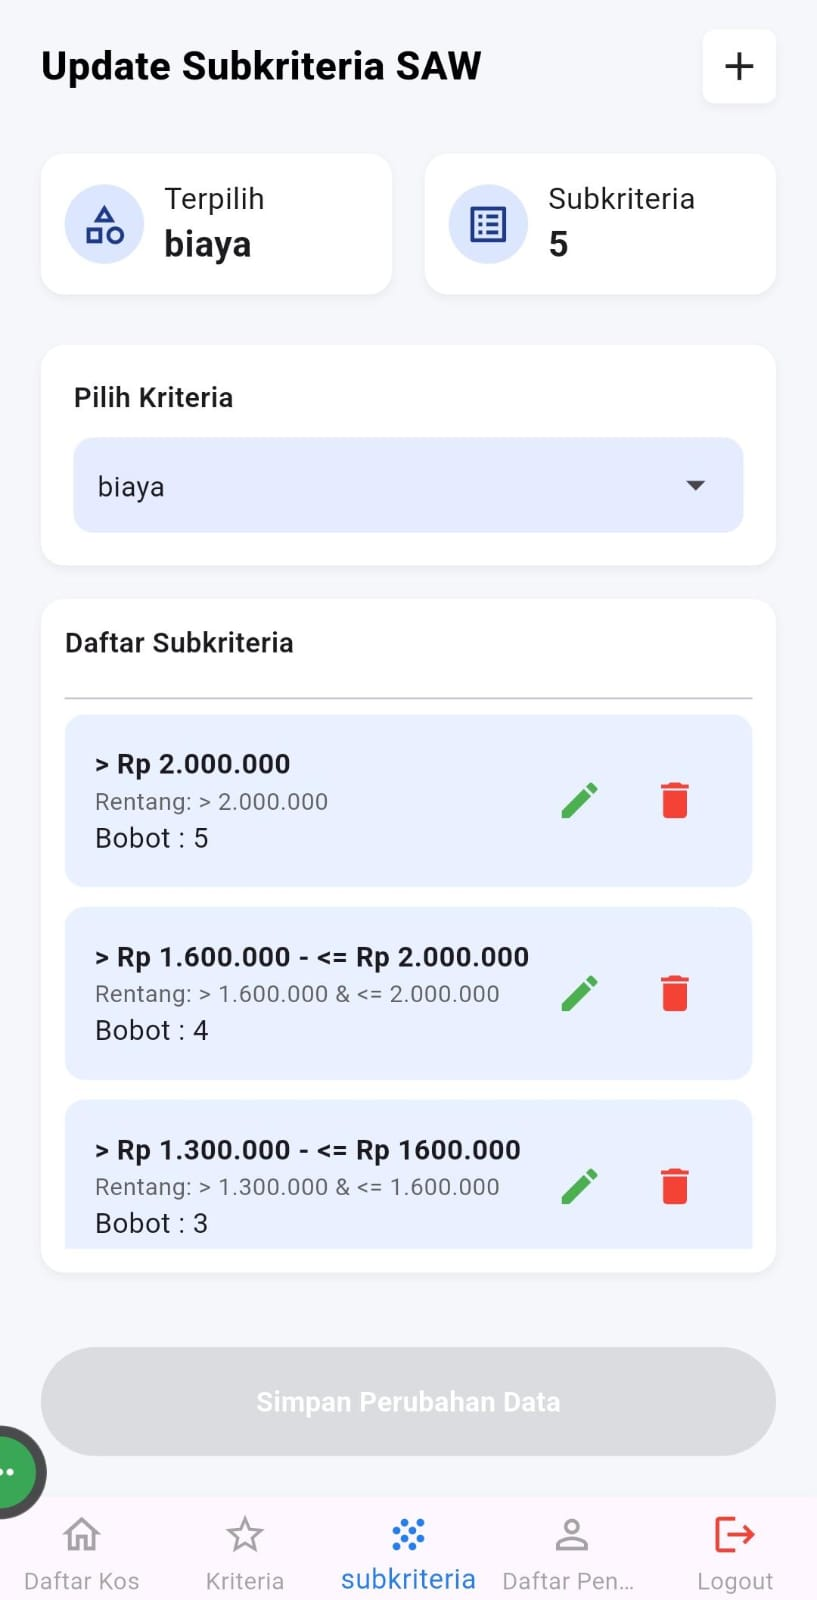 Update Subkriteria SAW
Terpilih
biaya
Subkriteria
5
Pilih Kriteria
biaya
Daftar Subkriteria
> Rp 2.000.000
Rentang: > 2.000.000
Bobot : 5
> Rp 1.600.000 - <= Rp 2.000.000
Rentang: > 1.600.000 & <= 2.000.000
Bobot : 4
> Rp 1.300.000 - <= Rp 1600.000
Rentang: > 1.300.000 & <= 1.600.000
Bobot : 3
Simpan Perubahan Data
Daftar Kos
Kriteria
subkriteria
Daftar Pen...
Logout